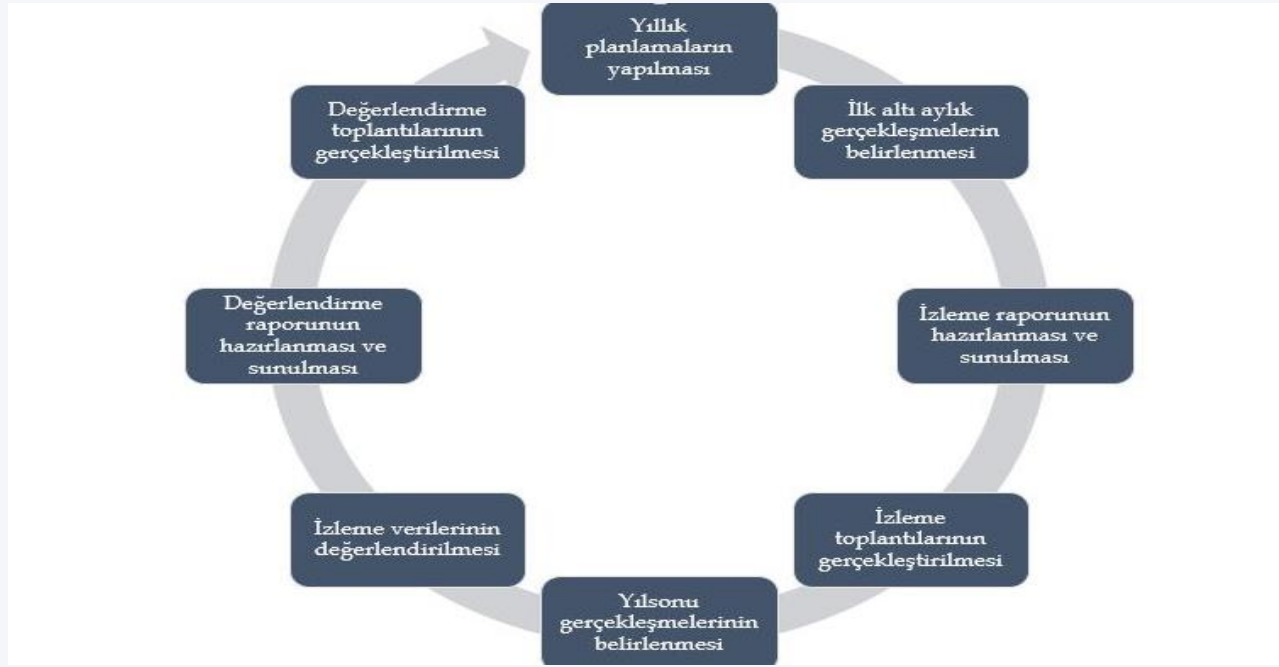 Yıllık
planlamaların
yapılması
İlk altı aylık
gerçekleşmelerin
belirlenmesi
İzleme raporunun
hazırlanması ve
sunulması
İzleme
toplantılarının
gerçekleştirilmesi
Yılsonu
gerçekleşmelerinin
belirlenmesi
İzleme verilerinin
değerlendirilmesi
Değerlendirme
raporunun
hazırlanması ve
sunulması
Değerlendirme
toplantılarının
gerçekleştirilmesi